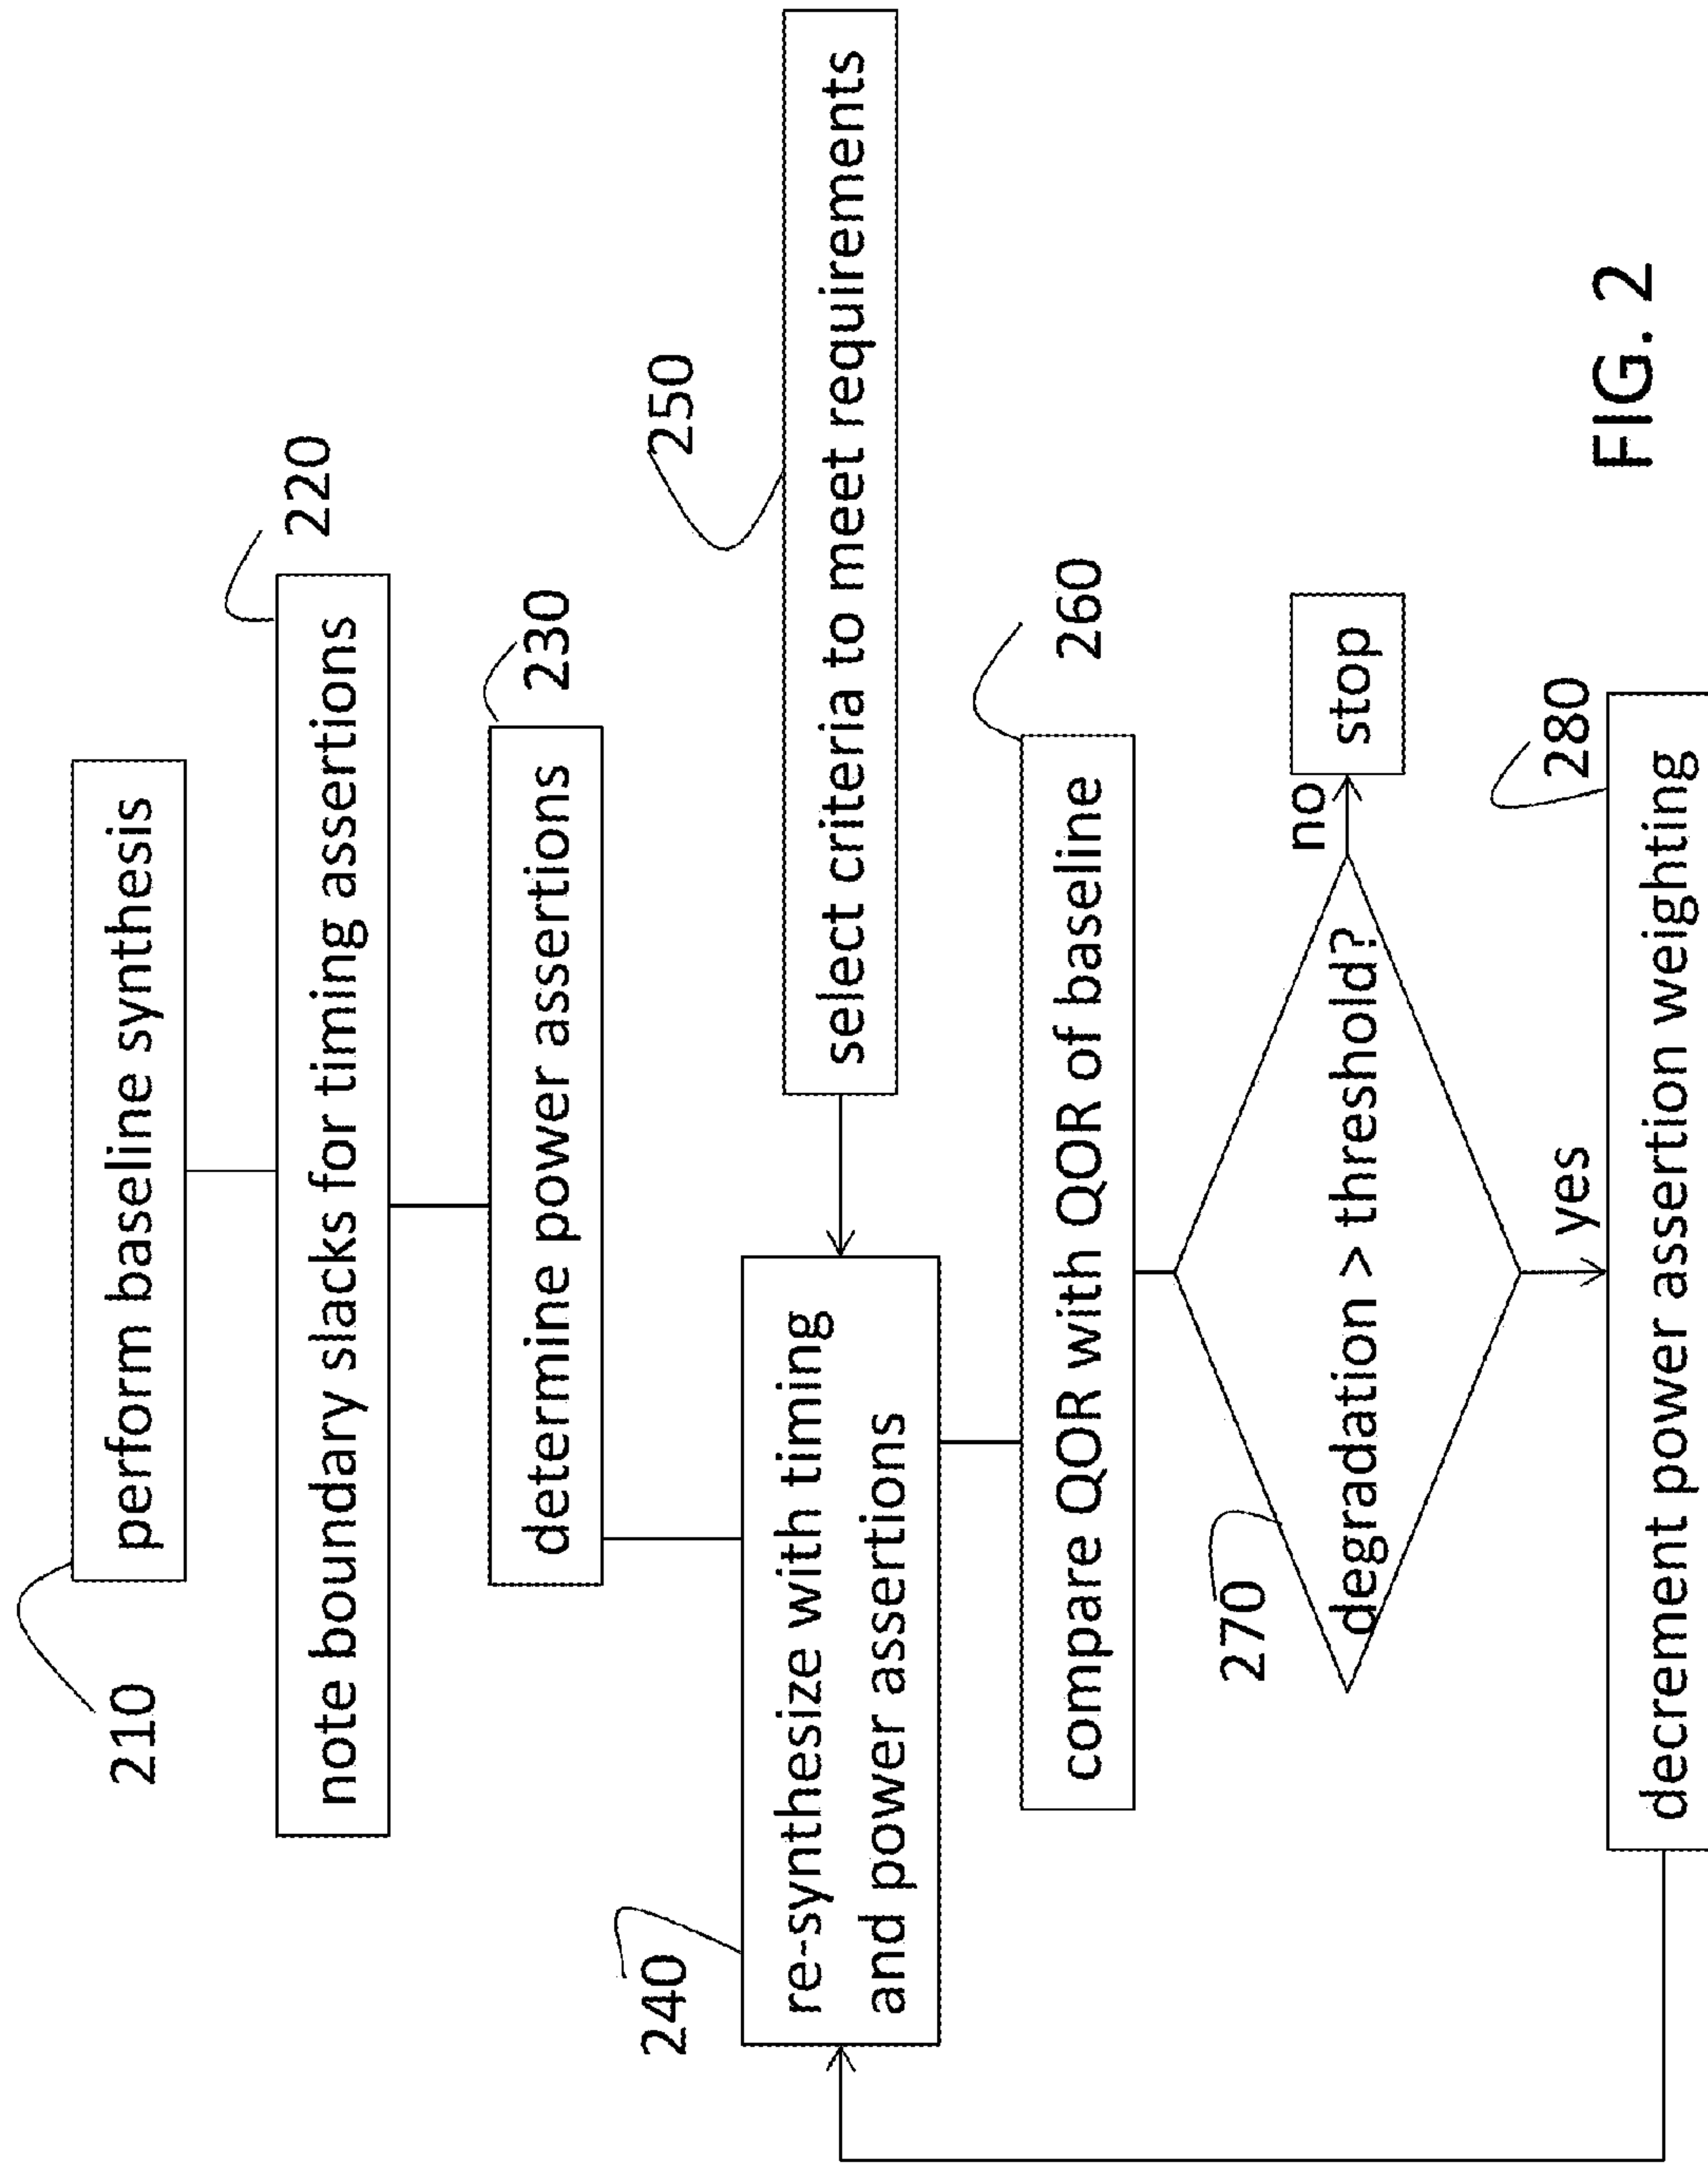 210
perform baseline synthesis
220
note boundary slacks for timing assertions
230
determine power assertions
240
re-synthesize with timing
and power assertions
250
select criteria to meet requirements
260
compare QOR with QOR of baseline
270
degradation > threshold?
no
stop
yes
280
decrement power assertion weighting
FIG. 2